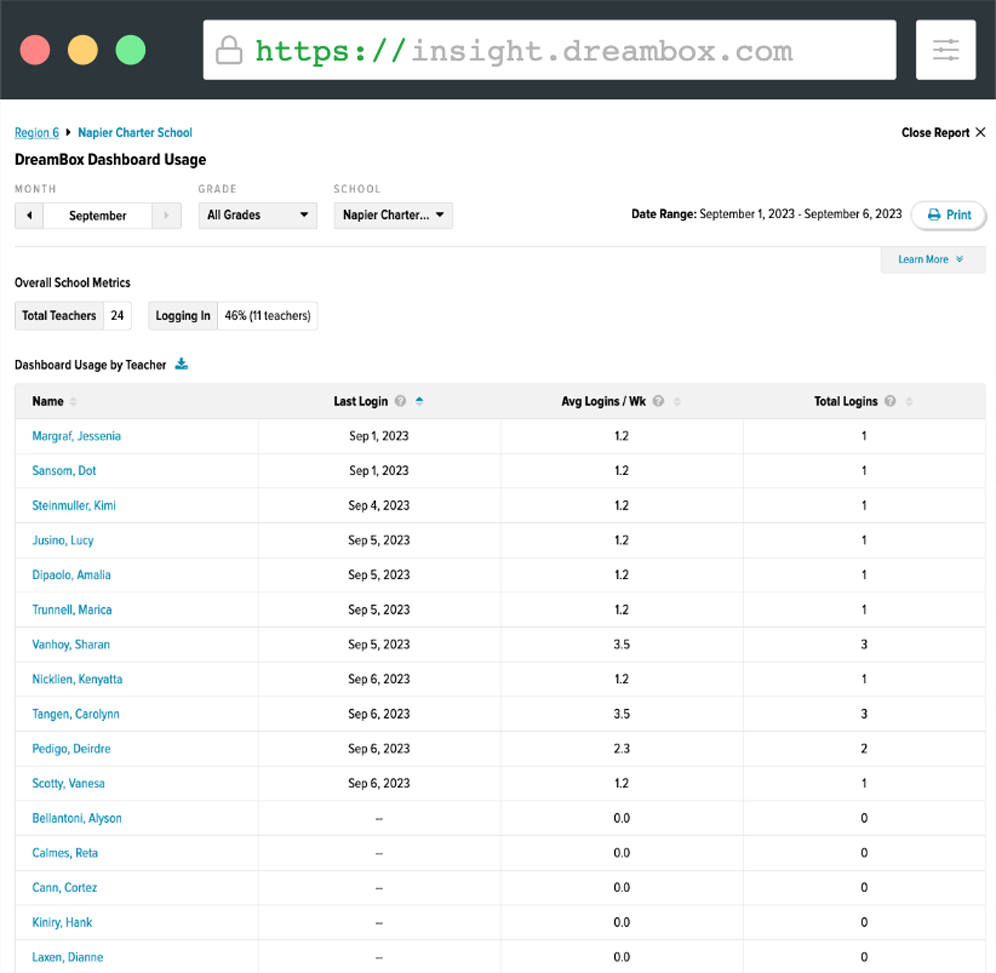 https://insight.dreambox.com
Region 6 Napier Charter School Close Report
DreamBox Dashboard Usage
MONTH GRADE SCHOOL
September All Grades Napier Charter... Date Range: September 1, 2023 - September 6, 2023 Print
Learn More
Overall School Metrics
Total Teachers 24 Logging In 46% (11 teachers)
Dashboard Usage by Teacher
Name Last Login Avg Logins / Wk Total Logins
Margraf, Jessenia Sep 1, 2023 1.2 1
Sansom, Dot Sep 1, 2023 1.2 1
Steinmuller, Kimi Sep 4, 2023 1.2 1
Jusino, Lucy Sep 5, 2023 1.2 1
Dipaolo, Amalia Sep 5, 2023 1.2 1
Trunnell, Marica Sep 5, 2023 1.2 1
Vanhoy, Sharan Sep 5, 2023 3.5 3
Nicklien, Kenyatta Sep 6, 2023 1.2 1
Tangen, Carolynn Sep 6, 2023 3.5 3
Pedigo, Deirdre Sep 6, 2023 2.3 2
Scotty, Vanesa Sep 6, 2023 1.2 1
Bellantoni, Alyson -- 0.0 0
Calmes, Reta -- 0.0 0
Cann, Cortez -- 0.0 0
Kiniry, Hank -- 0.0 0
Laxen, Dianne -- 0.0 0